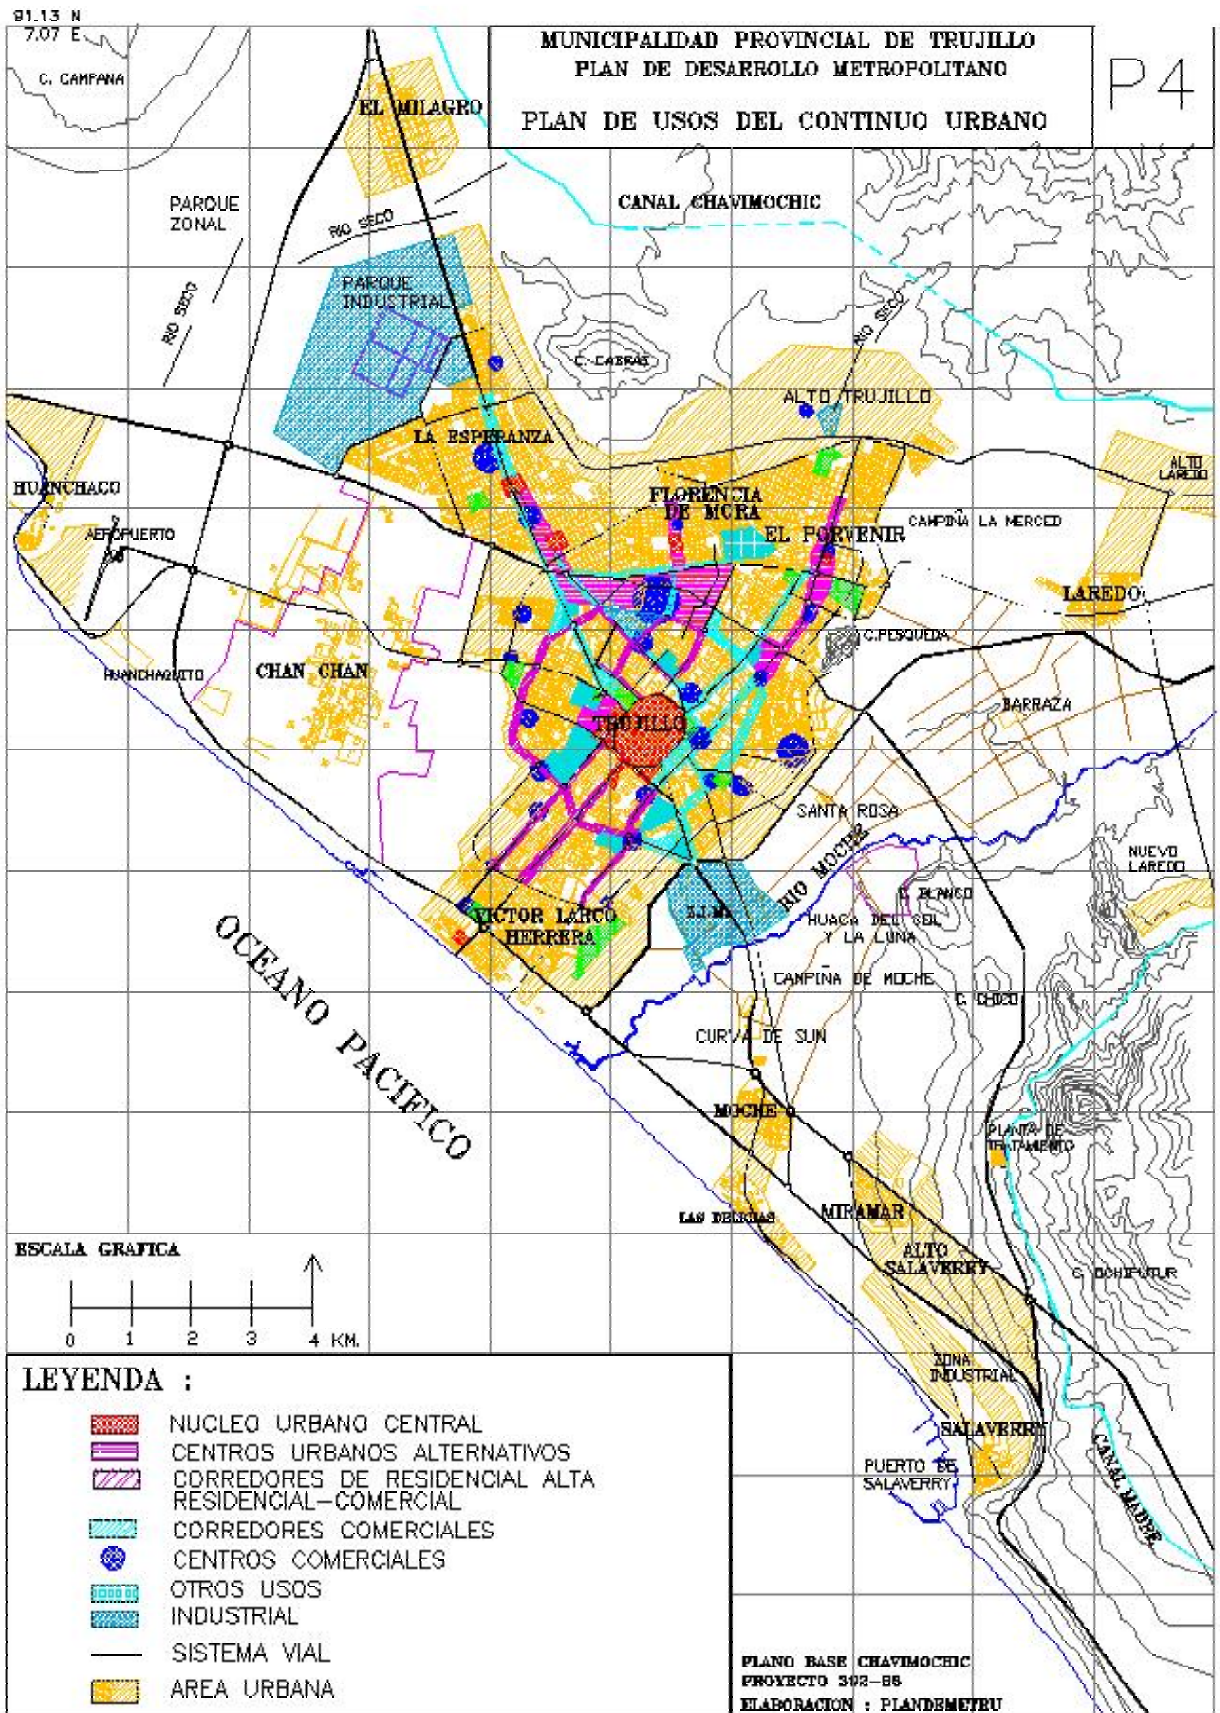 91.13 N
7.07 E
C. CAMPANA
MUNICIPALIDAD PROVINCIAL DE TRUJILLO
PLAN DE DESARROLLO METROPOLITANO
PLAN DE USOS DEL CONTINUO URBANO
P4
EL MILAGRO
PARQUE
ZONAL
RIO SECO
CANAL CHAVIMOCHIC
PARQUE
INDUSTRIAL
RIO SECO
RIO SECO
C. CABRAS
ALTO TRUJILLO
LA ESPERANZA
ALTO
LAREDO
HUANCHACO
FLORENCIA
DE MORA
CAMPIÑA LA MERCED
AEROPUERTO
EL PORVENIR
LAREDO
C.PESQUEDA
HUANCHAQUITO
CHAN CHAN
BARRAZA
TRUJILLO
SANTA ROSA
RIO MOCHE
NUEVO
LAREDO
C. BLANCO
VICTOR LARCO
HERRERA
Z.I.M.
HUACA DEL SOL
Y LA LUNA
OCEANO PACIFICO
CAMPIÑA DE MOCHE
C. CHICO
CURVA DE SUN
MOCHE
PLANTA DE
TRATAMIENTO
LAS DELICIAS
MIRAMAR
ALTO
SALAVERRY
ESCALA GRAFICA
0 1 2 3 4 KM.
ZONA
INDUSTRIAL
SALAVERRY
PUERTO DE
SALAVERRY
CANAL MADRE
LEYENDA :
NUCLEO URBANO CENTRAL
CENTROS URBANOS ALTERNATIVOS
CORREDORES DE RESIDENCIAL ALTA
RESIDENCIAL-COMERCIAL
CORREDORES COMERCIALES
CENTROS COMERCIALES
OTROS USOS
INDUSTRIAL
SISTEMA VIAL
AREA URBANA
PLANO BASE CHAVIMOCHIC
PROYECTO
ELABORACION : PLANDEMETRU